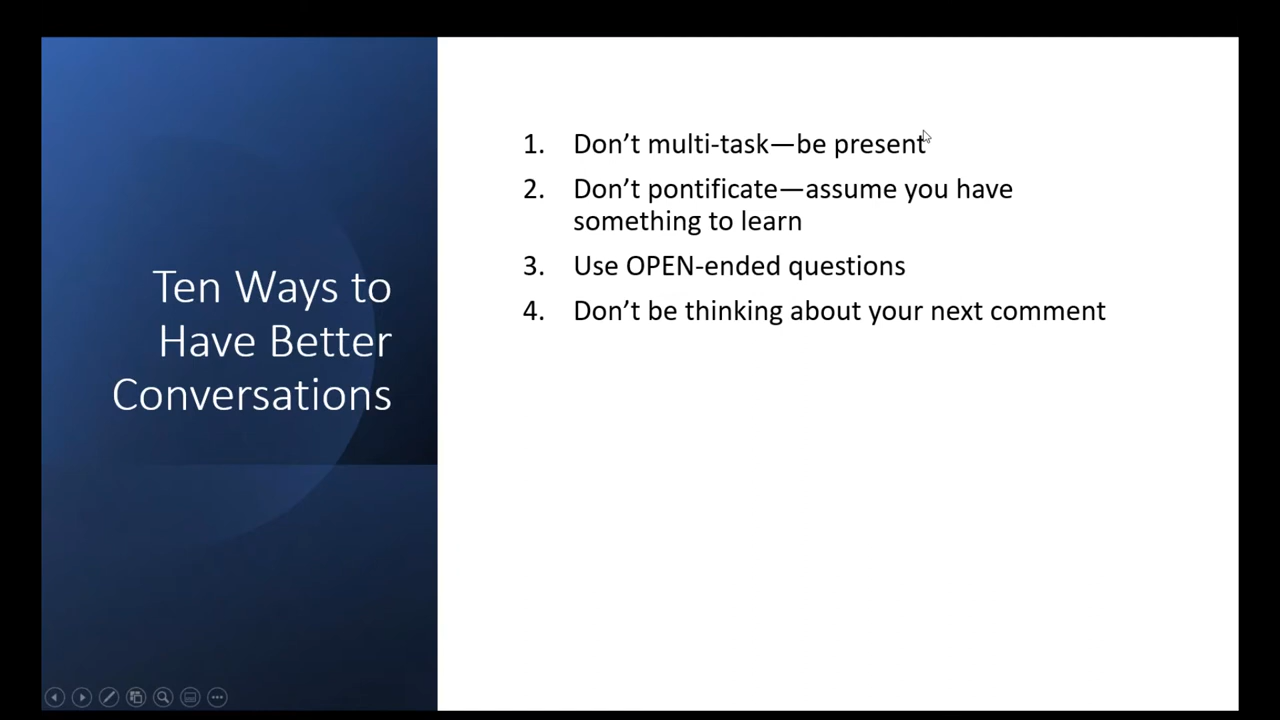 Ten Ways to
Have Better
Conversations
1. Don’t multi-task—be present
2. Don’t pontificate—assume you have
something to learn
3. Use OPEN-ended questions
4. Don’t be thinking about your next comment